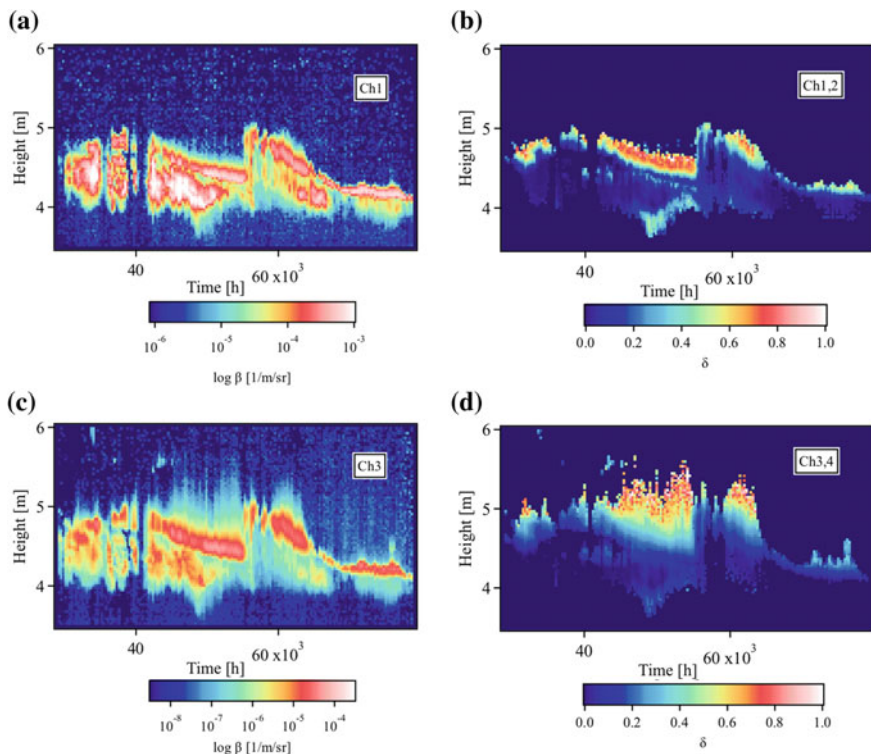 (a)
6
5
4
Height [m]
Ch1
40
60 x10³
Time [h]
10⁻⁶ 10⁻⁵ 10⁻⁴ 10⁻³
log β [1/m/sr]
(b)
6
5
4
Height [m]
Ch1,2
40
60 x10³
Time [h]
0.0 0.2 0.4 0.6 0.8 1.0
δ
(c)
6
5
4
Height [m]
Ch3
40
60 x10³
Time [h]
10⁻⁸ 10⁻⁷ 10⁻⁶ 10⁻⁵ 10⁻⁴
log β [1/m/sr]
(d)
6
5
4
Height [m]
Ch3,4
40
60 x10³
Time [h]
0.0 0.2 0.4 0.6 0.8 1.0
δ